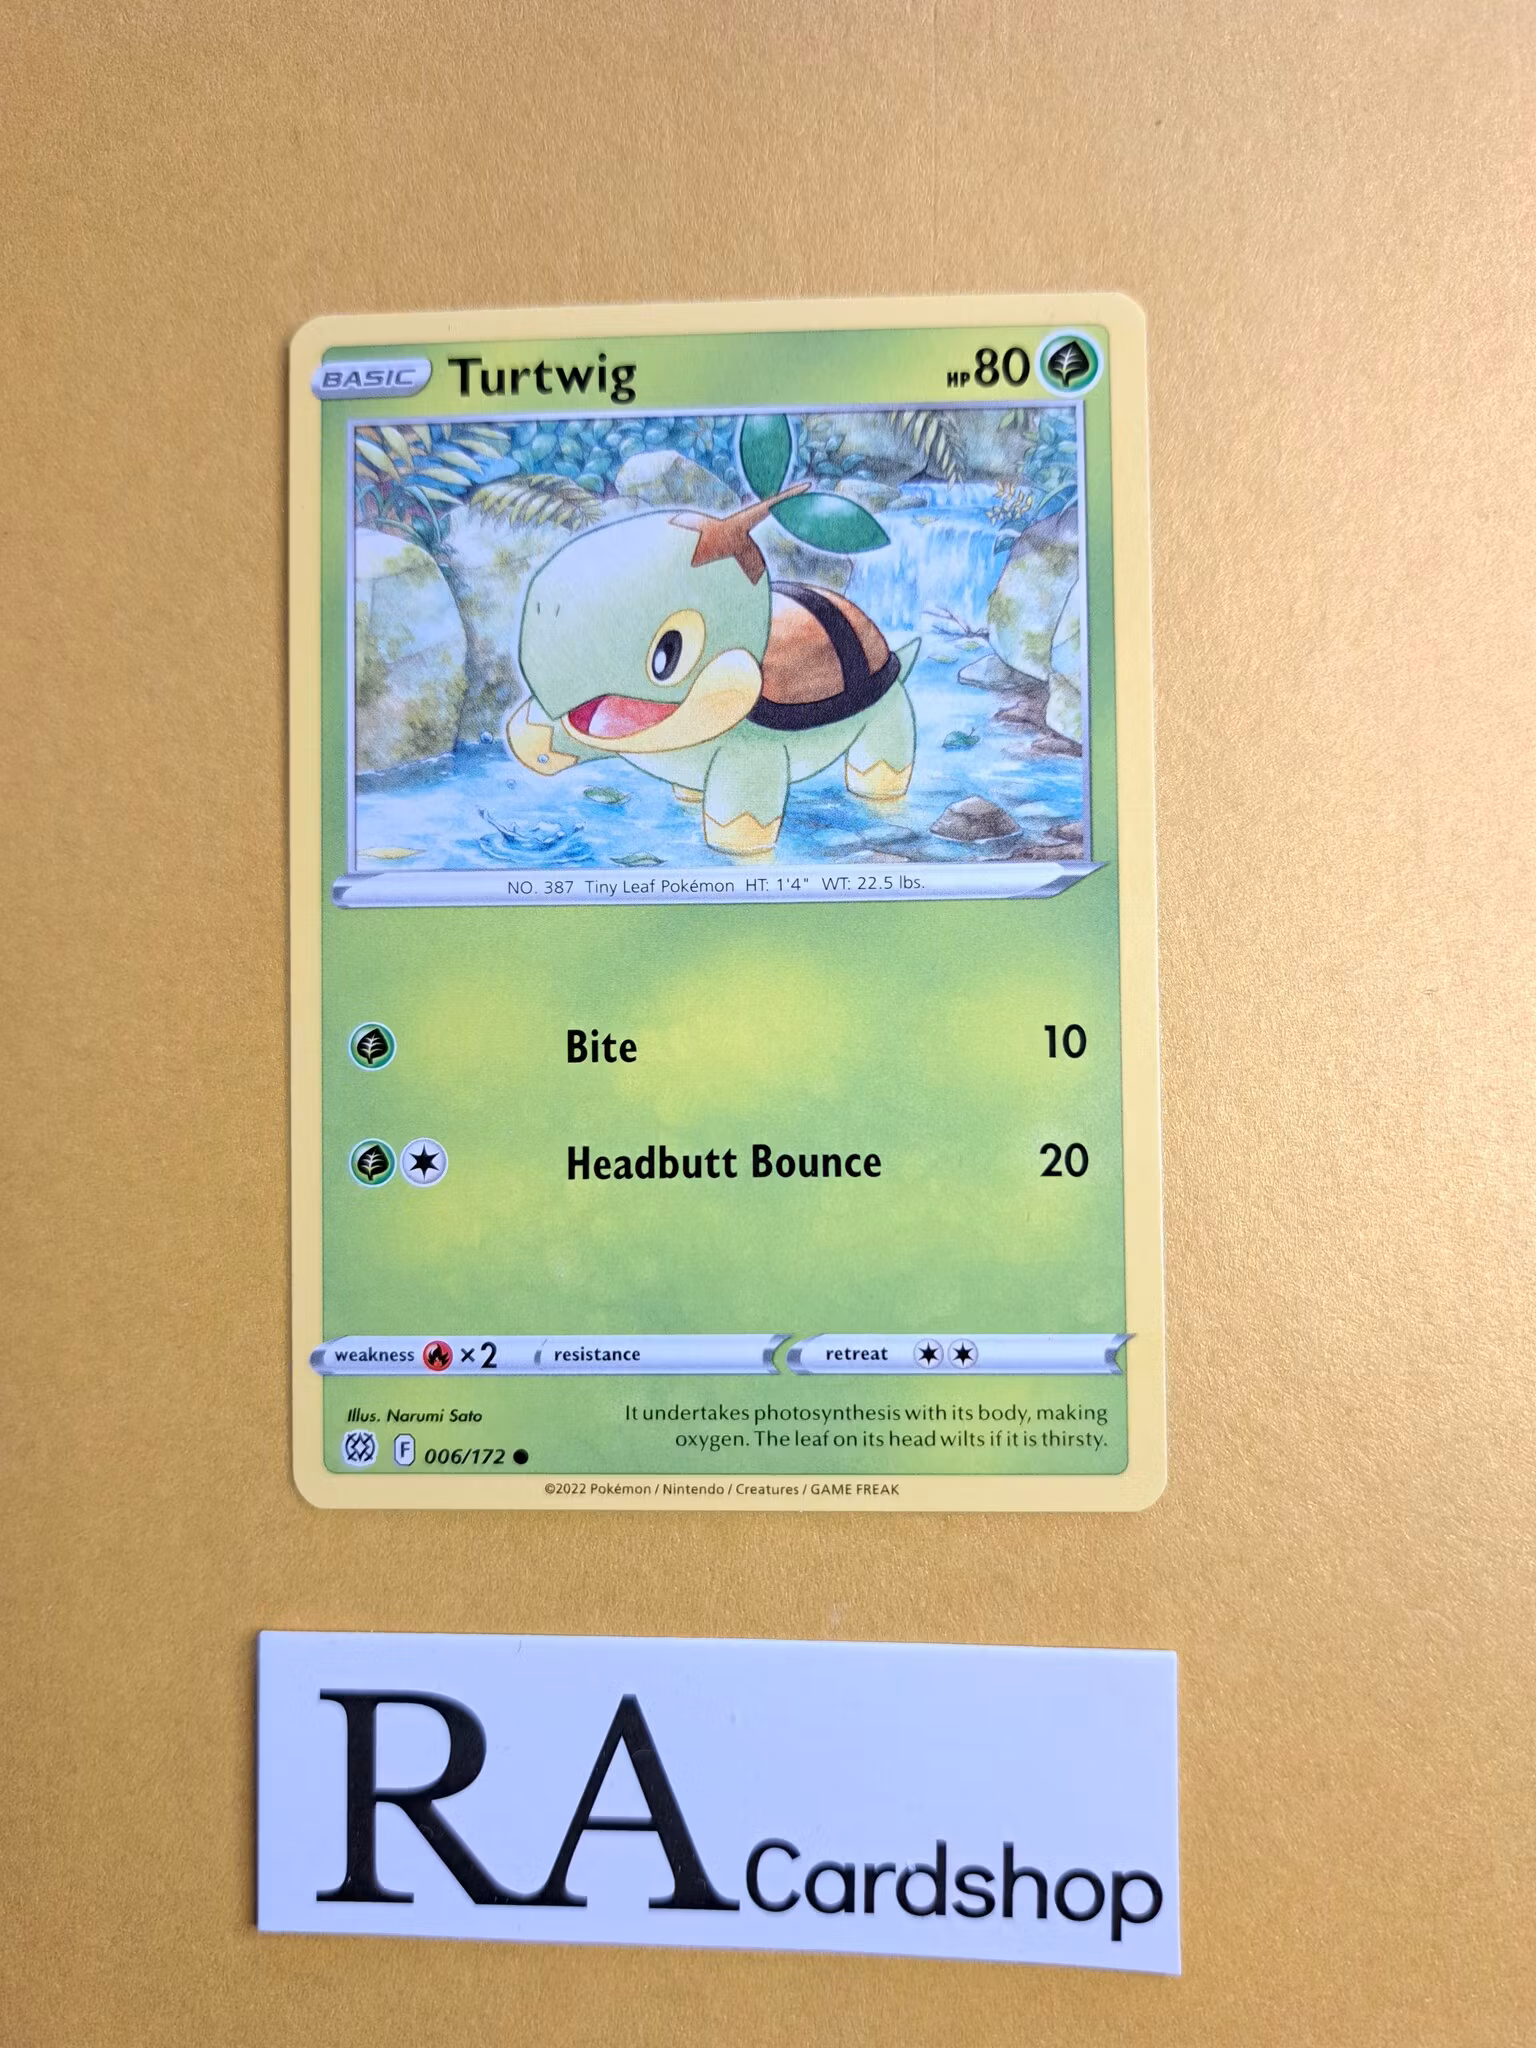 BASIC Turtwig HP 80
NO. 387 Tiny Leaf Pokémon HT: 1'4" WT: 22.5 lbs.
Bite 10
Headbutt Bounce 20
weakness ×2 resistance retreat
Illus. Narumi Sato
It undertakes photosynthesis with its body, making
oxygen. The leaf on its head wilts if it is thirsty.
F 006/172
©2022 Pokémon / Nintendo / Creatures / GAME FREAK
RA Cardshop